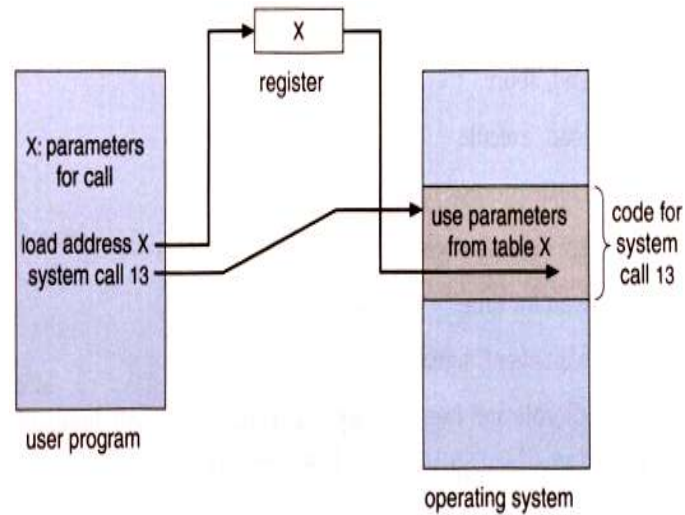 X
register
X: parameters
for call
load address X
system call 13
user program
use parameters
from table X
code for
system
call 13
operating system